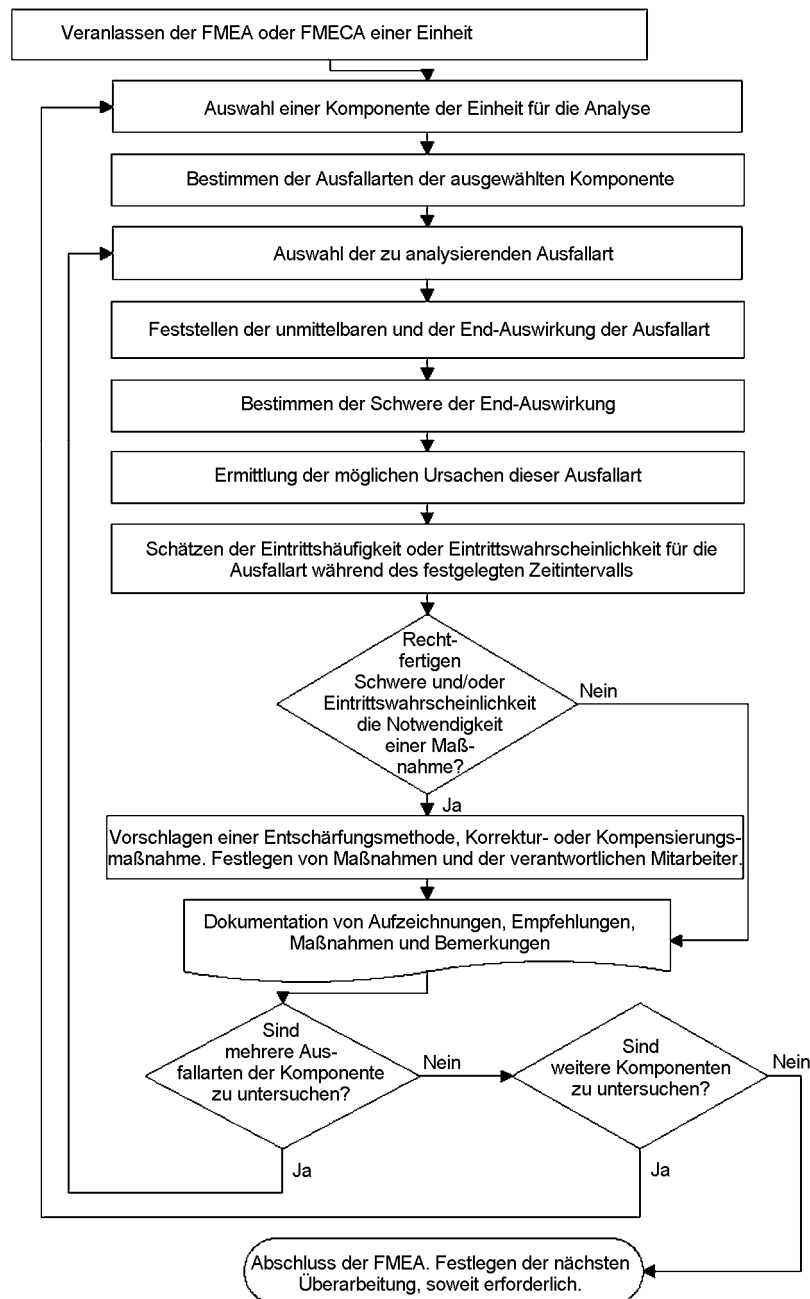 Veranlassen der FMEA oder FMECA einer Einheit
Auswahl einer Komponente der Einheit für die Analyse
Bestimmen der Ausfallarten der ausgewählten Komponente
Auswahl der zu analysierenden Ausfallart
Feststellen der unmittelbaren und der End-Auswirkung der Ausfallart
Bestimmen der Schwere der End-Auswirkung
Ermittlung der möglichen Ursachen dieser Ausfallart
Schätzen der Eintrittshäufigkeit oder Eintrittswahrscheinlichkeit für die
Ausfallart während des festgelegten Zeitintervalls
Recht-
fertigen
Schwere und/oder
Eintrittswahrscheinlichkeit
die Notwendigkeit
einer Maß-
nahme?
Nein
Ja
Vorschlagen einer Entschärfungsmethode, Korrektur- oder Kompensierungs-
maßnahme. Festlegen von Maßnahmen und der verantwortlichen Mitarbeiter.
Dokumentation von Aufzeichnungen, Empfehlungen,
Maßnahmen und Bemerkungen
Sind
mehrere Aus-
fallarten der Komponente
zu untersuchen?
Nein
Ja
Sind
weitere Komponenten
zu untersuchen?
Nein
Ja
Abschluss der FMEA. Festlegen der nächsten
Überarbeitung, soweit erforderlich.